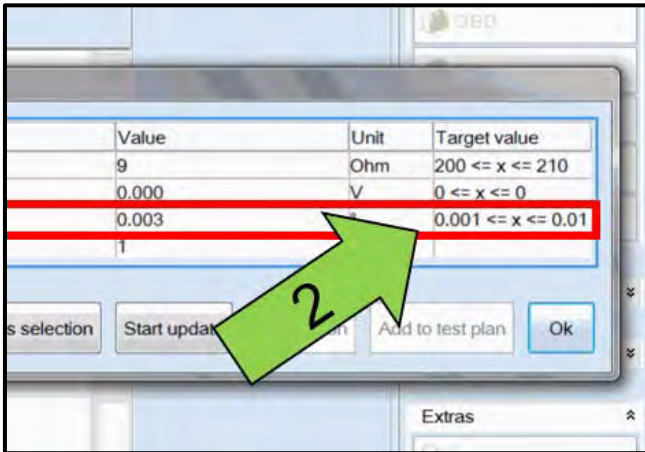 OBD
Value Unit Target value
9 Ohm 200 <= x <= 210
0.000 V 0 <= x <= 0
0.003 0.001 <= x <= 0.01
1
s selection Start updat Add to test plan Ok
2
Extras